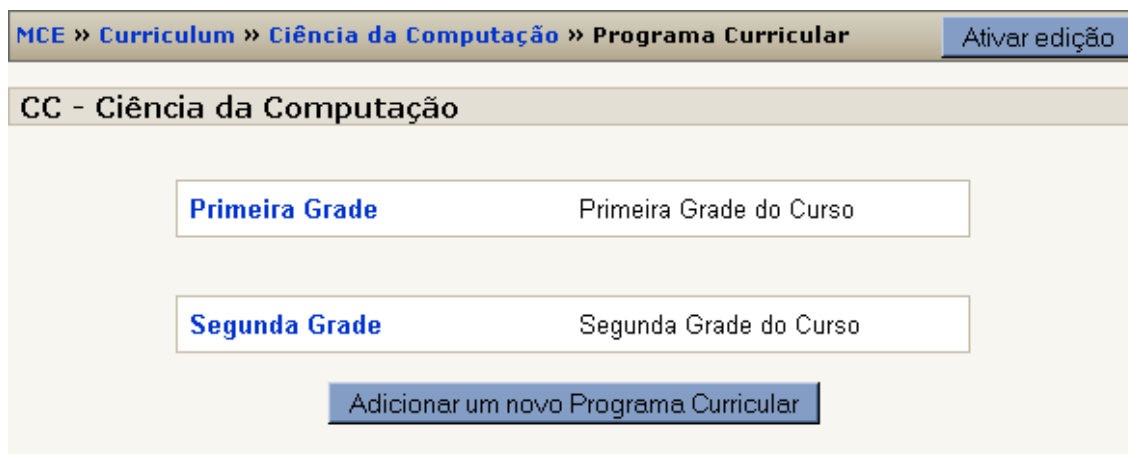 MCE » Curriculum » Ciência da Computação » Programa Curricular Ativar edição
CC - Ciência da Computação
Primeira Grade Primeira Grade do Curso
Segunda Grade Segunda Grade do Curso
Adicionar um novo Programa Curricular